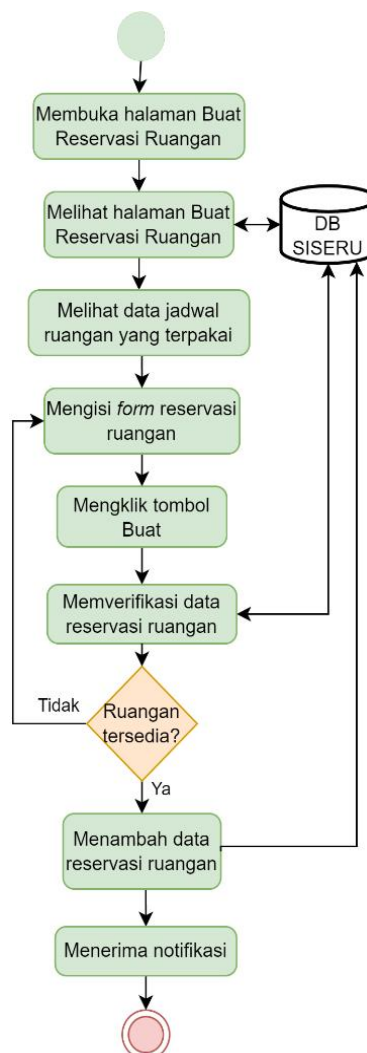 Membuka halaman Buat
Reservasi Ruangan
Melihat halaman Buat
Reservasi Ruangan
DB
SISERU
Melihat data jadwal
ruangan yang terpakai
Mengisi form reservasi
ruangan
Mengklik tombol
Buat
Memverifikasi data
reservasi ruangan
Tidak
Ruangan
tersedia?
Ya
Menambah data
reservasi ruangan
Menerima notifikasi